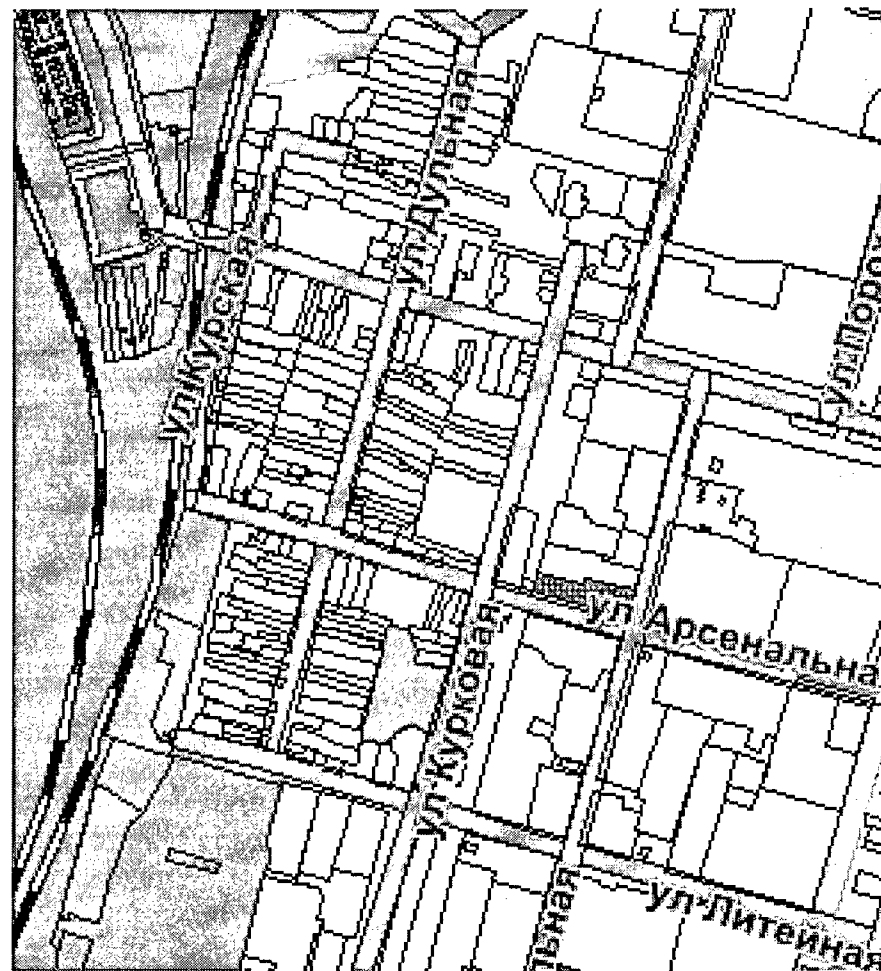 ул Дульная
ул Курская
ул Порох
ул Арсенальна
ул Курковая
ул Литейная
льная